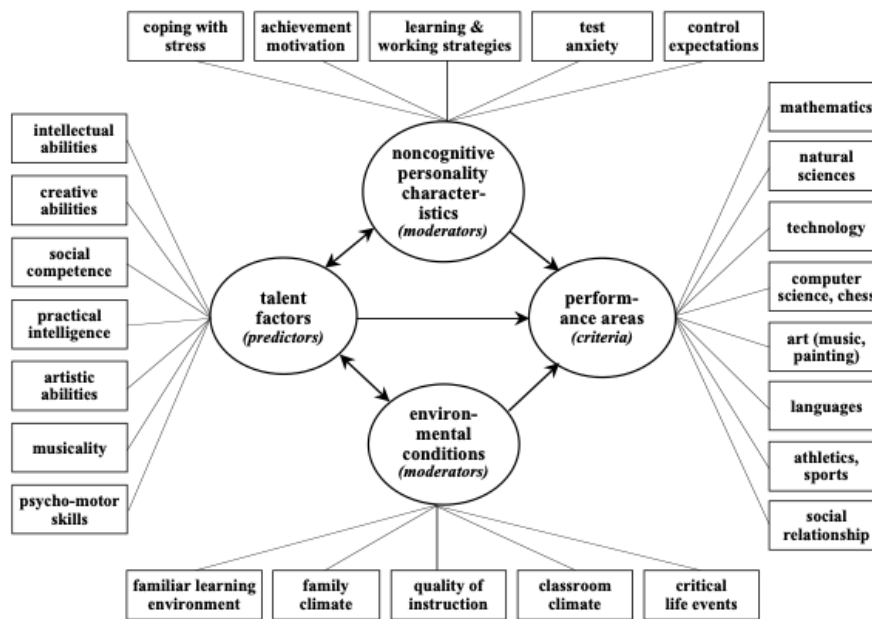 coping with
stress
achievement
motivation
learning &
working strategies
test
anxiety
control
expectations
intellectual
abilities
creative
abilities
social
competence
practical
intelligence
artistic
abilities
musicality
psycho-motor
skills
noncognitive
personality
character-
istics
(moderators)
talent
factors
(predictors)
perform-
ance areas
(criteria)
environ-
mental
conditions
(moderators)
mathematics
natural
sciences
technology
computer
science, chess
art (music,
painting)
languages
athletics,
sports
social
relationship
familiar learning
environment
family
climate
quality of
instruction
classroom
climate
critical
life events